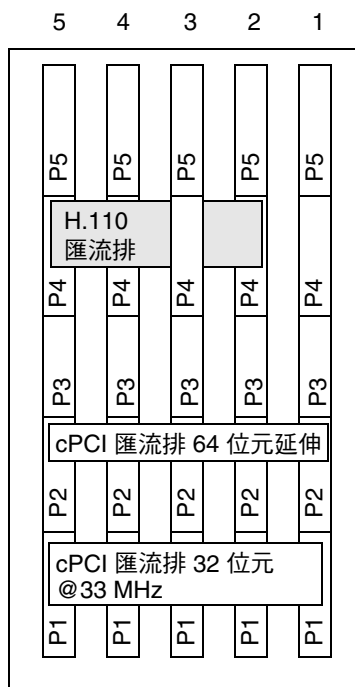 5 4 3 2 1
P5 P5 P5 P5 P5
H.110
匯流排
P4 P4 P4 P4 P4
P3 P3 P3 P3 P3
cPCI 匯流排 64 位元延伸
P2 P2 P2 P2 P2
cPCI 匯流排 32 位元
@33 MHz
P1 P1 P1 P1 P1